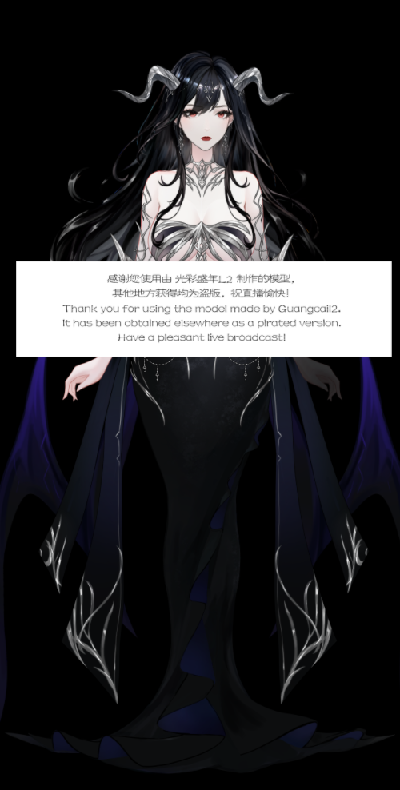 感谢您使用由 光彩盛年L2 制作的模型，
其他地方获得均为盗版，祝直播愉快！
Thank you for using the model made by Guangcail2.
It has been obtained elsewhere as a pirated version.
Have a pleasant live broadcast!